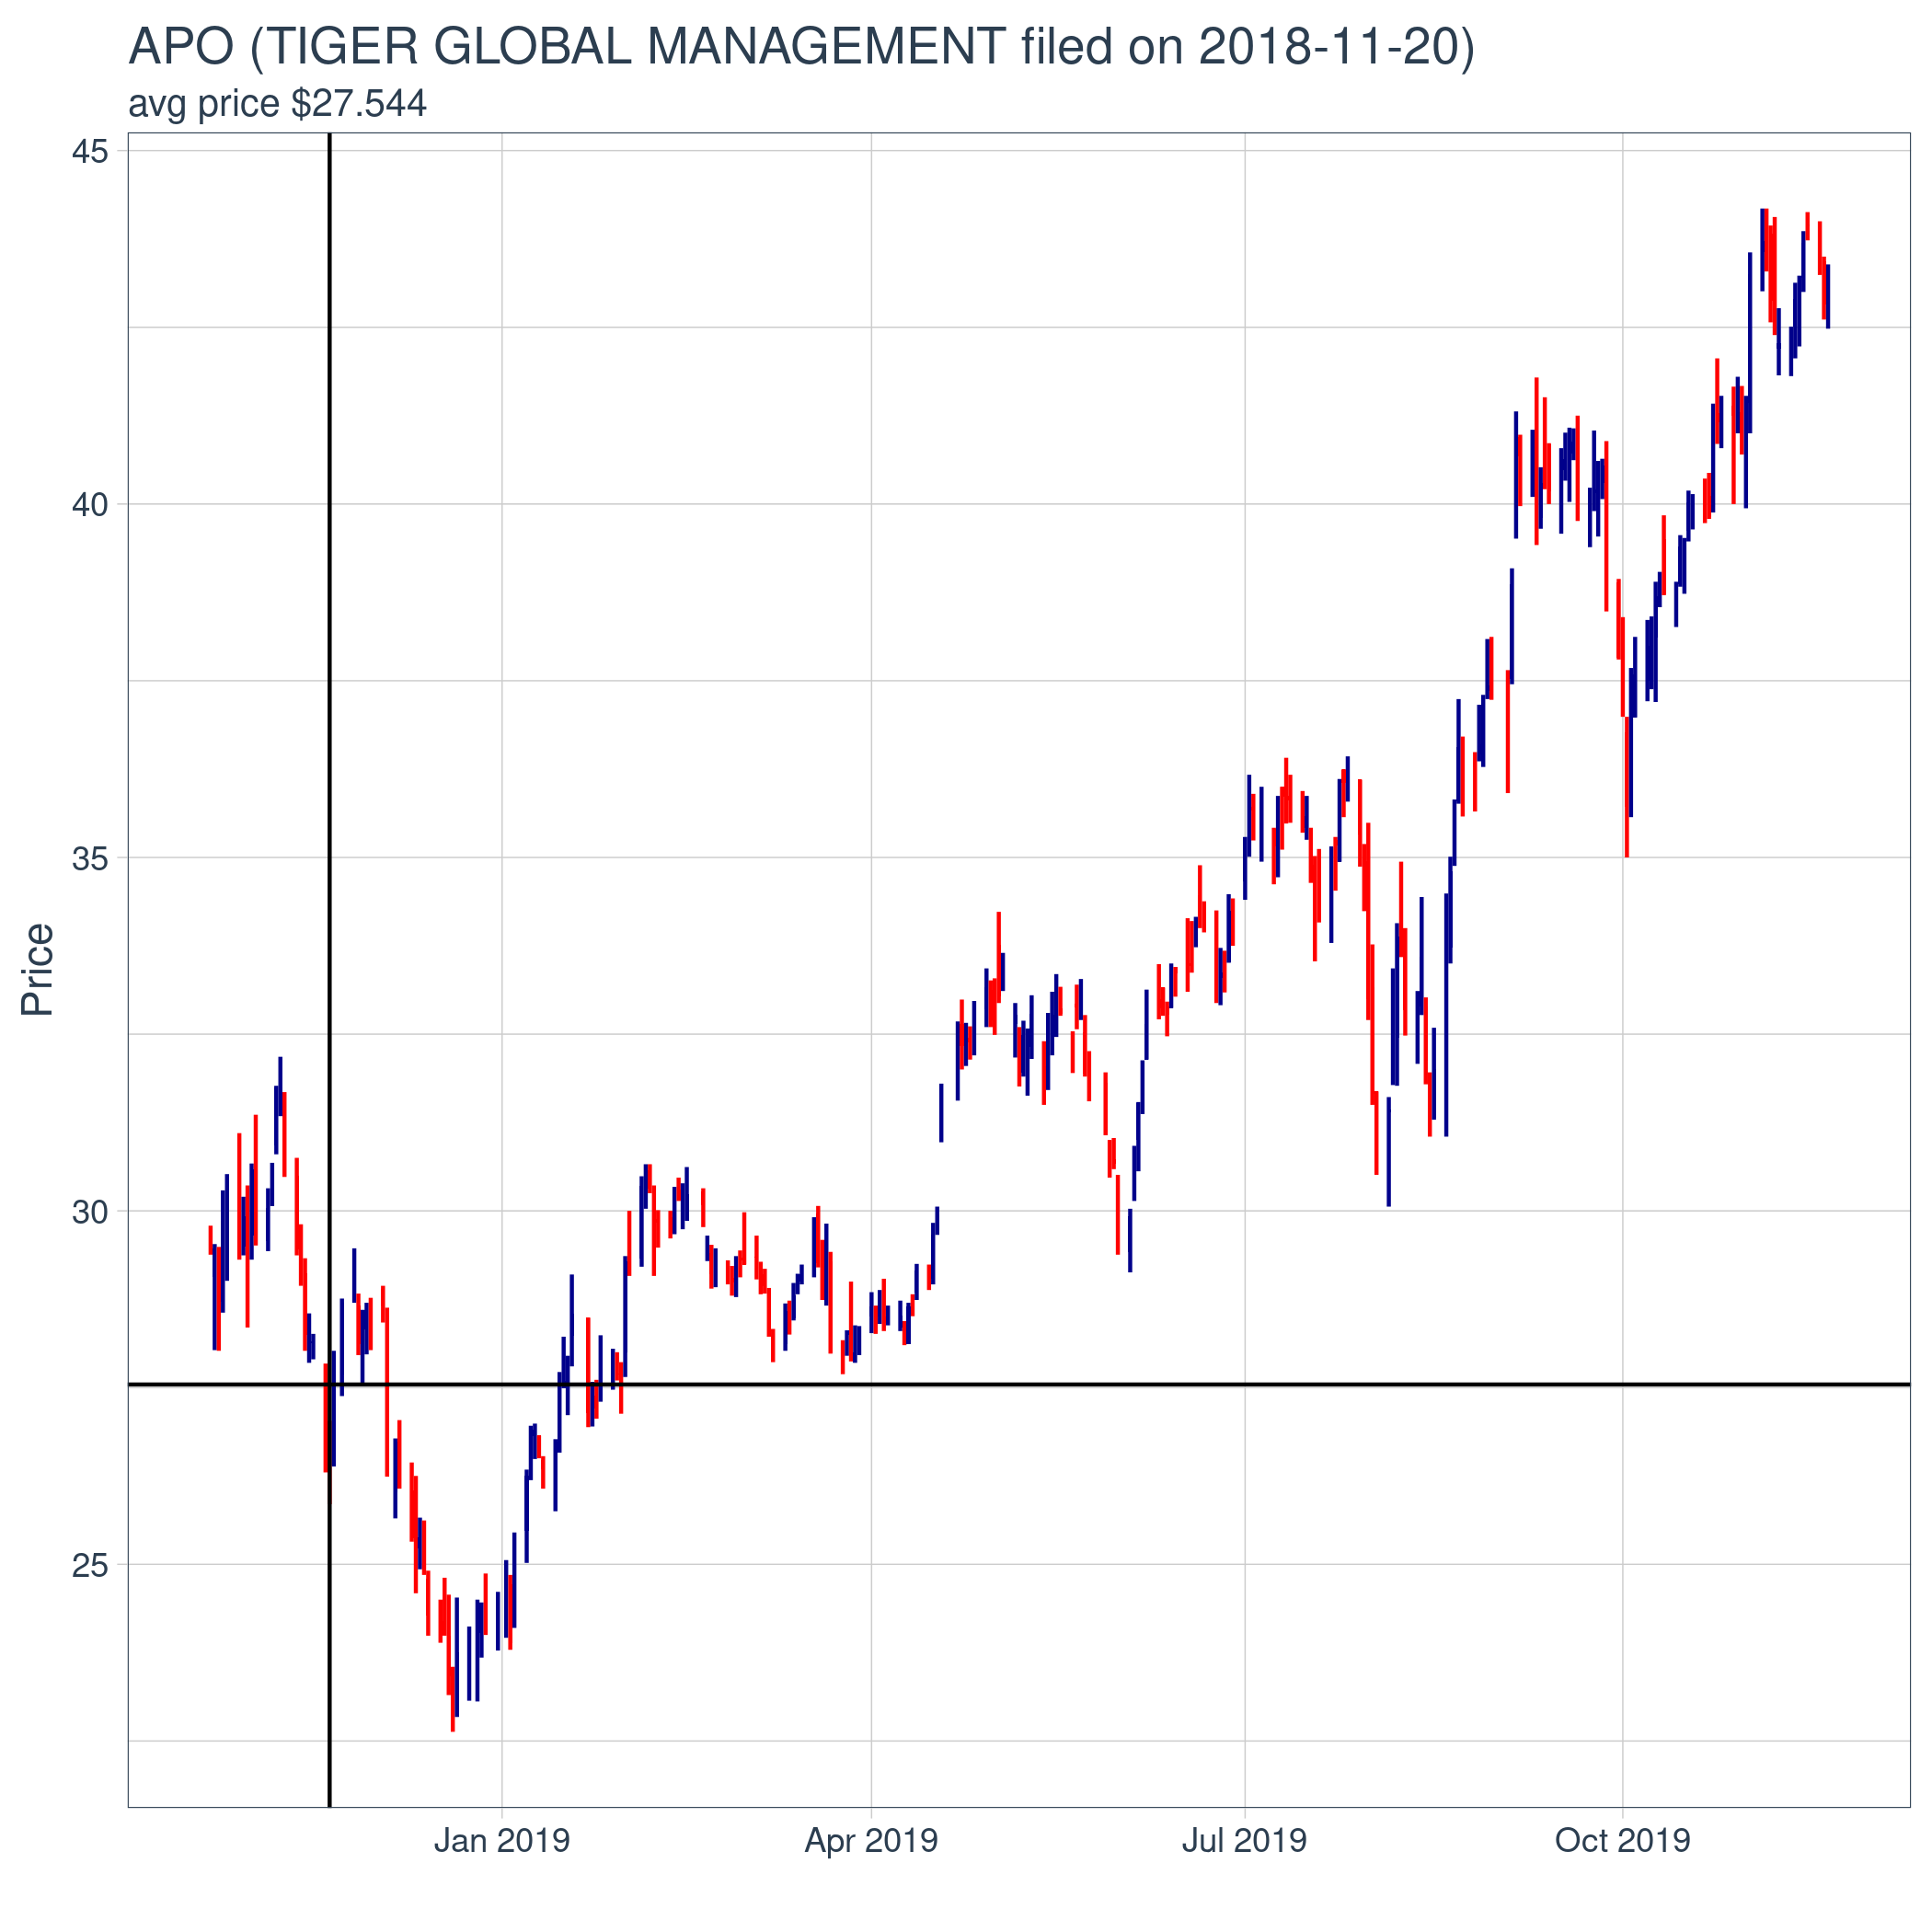 APO (TIGER GLOBAL MANAGEMENT filed on 2018-11-20)
avg price $27.544
45
40
35
30
25
Price
Jan 2019
Apr 2019
Jul 2019
Oct 2019